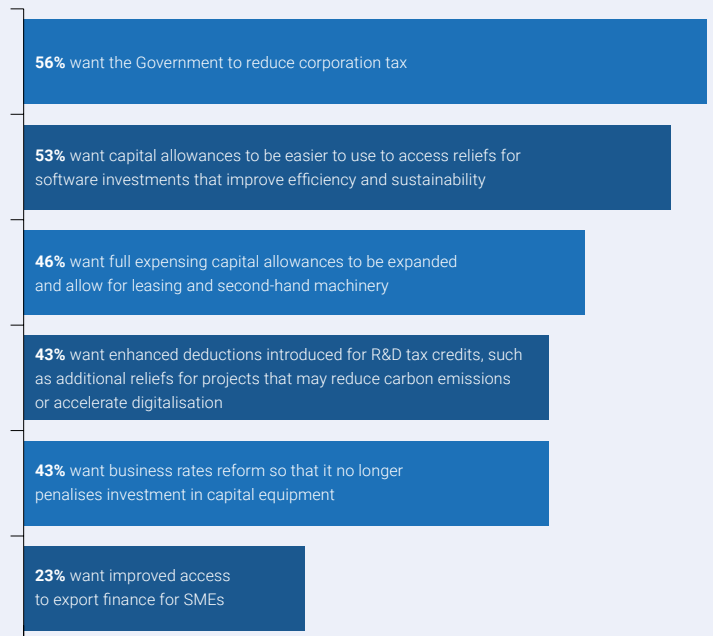 56% want the Government to reduce corporation tax
53% want capital allowances to be easier to use to access reliefs for
software investments that improve efficiency and sustainability
46% want full expensing capital allowances to be expanded
and allow for leasing and second-hand machinery
43% want enhanced deductions introduced for R&D tax credits, such
as additional reliefs for projects that may reduce carbon emissions
or accelerate digitalisation
43% want business rates reform so that it no longer
penalises investment in capital equipment
23% want improved access
to export finance for SMEs